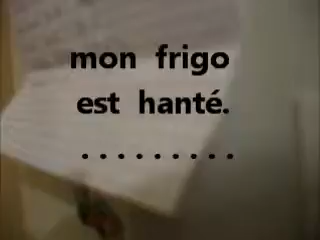 mon frigo
est hanté.
.........